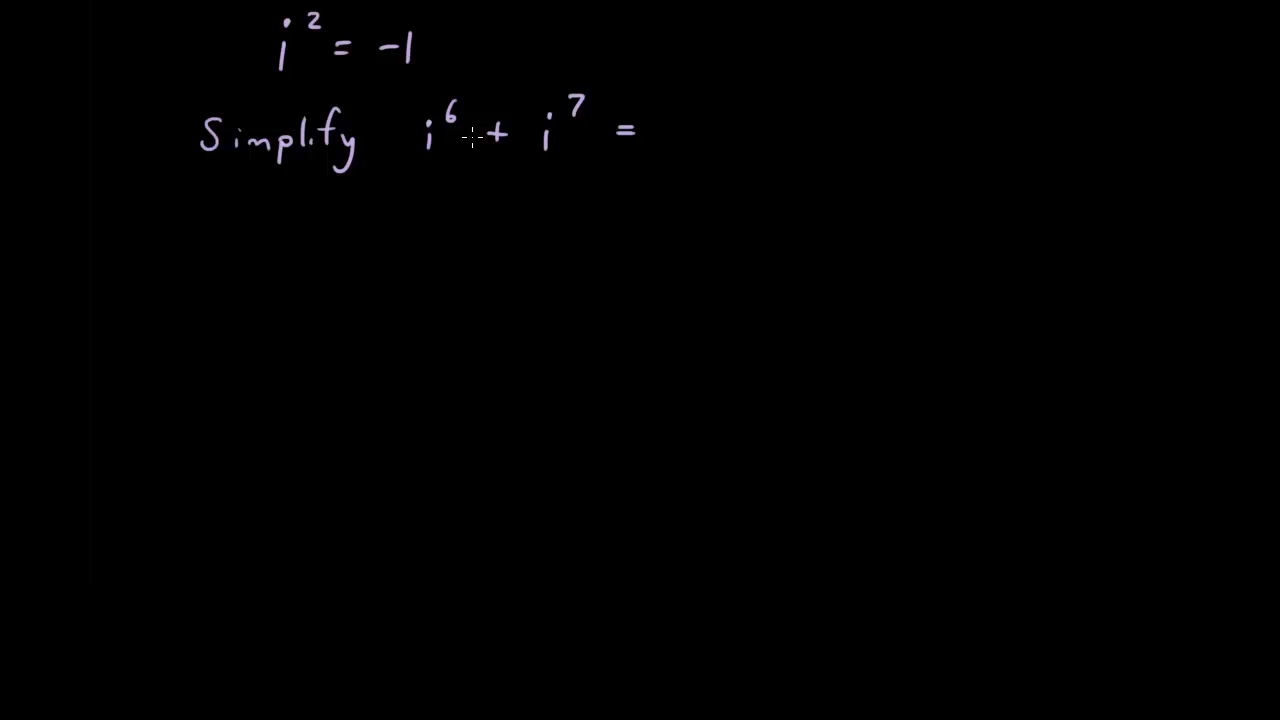 i² = -1
Simplify i⁶ + i⁷ =